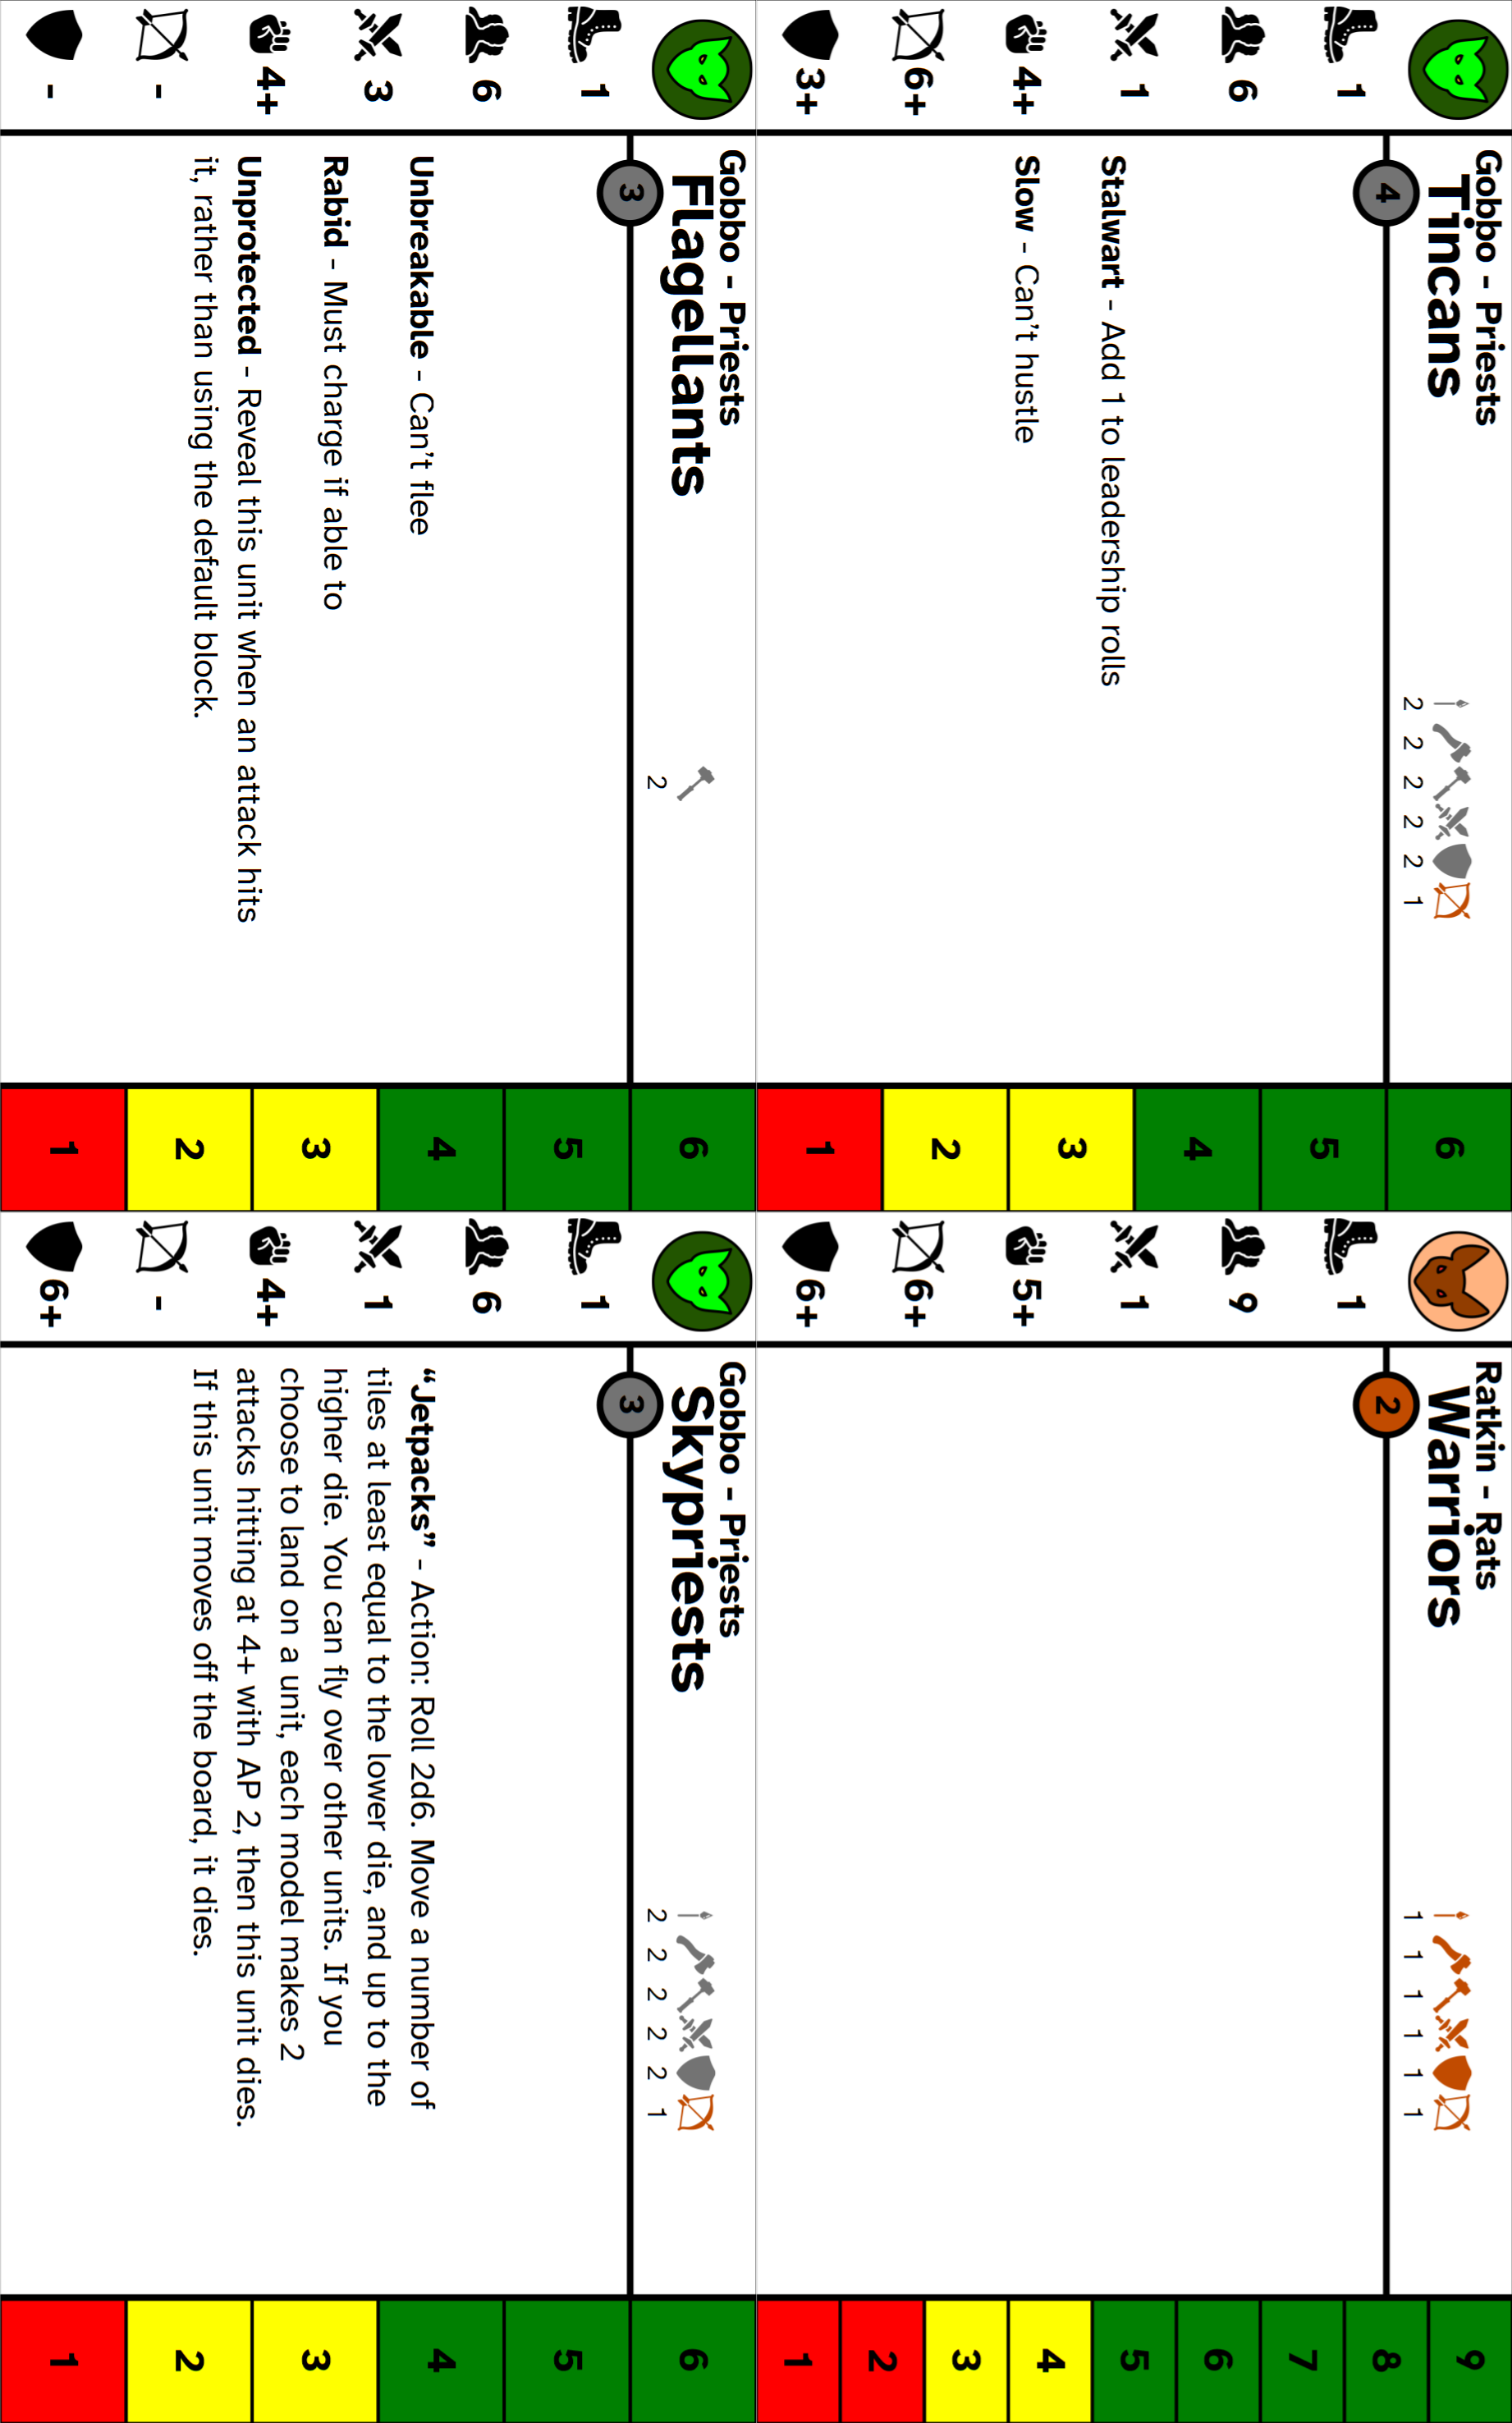 Gobbo - Priests
Tincans
2 2 2 2 2 1
4
1
6
1
4+
6+
3+
Stalwart - Add 1 to leadership rolls
Slow - Can't hustle
6
5
4
3
2
1
Ratkin - Rats
Warriors
1 1 1 1 1 1
2
1
9
1
5+
6+
6+
9
8
7
6
5
4
3
2
1
Gobbo - Priests
Flagellants
2
3
1
6
3
4+
-
-
Unbreakable - Can't flee
Rabid - Must charge if able to
Unprotected - Reveal this unit when an attack hits
it, rather than using the default block.
6
5
4
3
2
1
Gobbo - Priests
Skypriests
2 2 2 2 2 1
3
1
6
1
4+
-
6+
“Jetpacks” - Action: Roll 2d6. Move a number of
tiles at least equal to the lower die, and up to the
higher die. You can fly over other units. If you
choose to land on a unit, each model makes 2
attacks hitting at 4+ with AP 2, then this unit dies.
If this unit moves off the board, it dies.
6
5
4
3
2
1